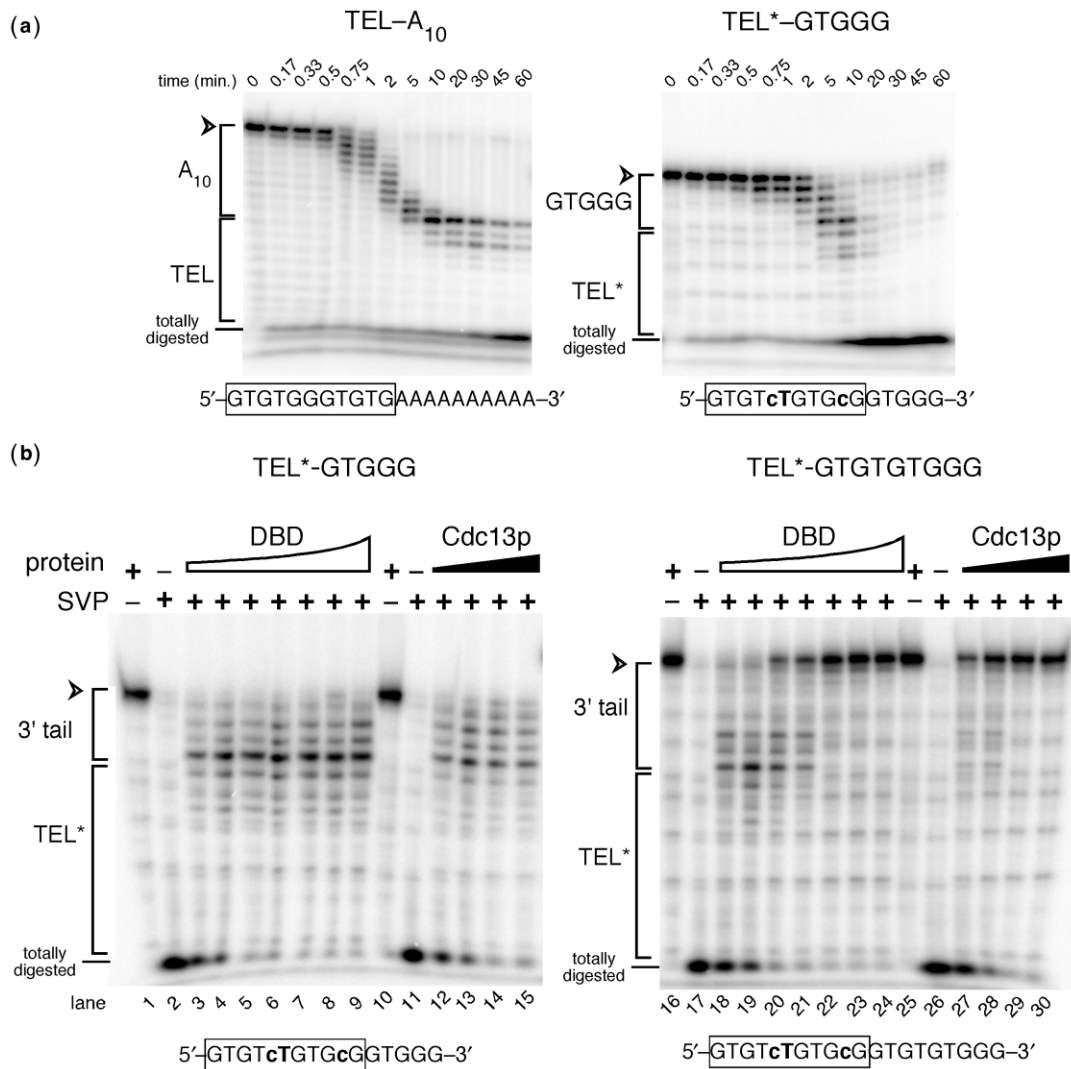 (a)
TEL–A10
TEL*–GTGGG
time (min.) 0 0.17 0.33 0.5 0.75 1 2 5 10 20 30 45 60
0 0.17 0.33 0.5 0.75 1 2 5 10 20 30 45 60
A10
TEL
totally digested
GTGGG
TEL*
totally digested
5′–GTGTGGGTGTGAAAAAAAAAA–3′
5′–GTGTcTGTGcGGTGGG–3′
(b)
TEL*-GTGGG
TEL*-GTGTGTGGG
protein + – DBD – Cdc13p
SVP – + + + + + + + + – + + + + +
3' tail
TEL*
totally digested
lane 1 2 3 4 5 6 7 8 9 10 11 12 13 14 15
5′–GTGTcTGTGcGGTGGG–3′
+ – DBD + – Cdc13p
– + + + + + + + + – + + + + +
3' tail
TEL*
totally digested
16 17 18 19 20 21 22 23 24 25 26 27 28 29 30
5′–GTGTcTGTGcGGTGTGTGGG–3′